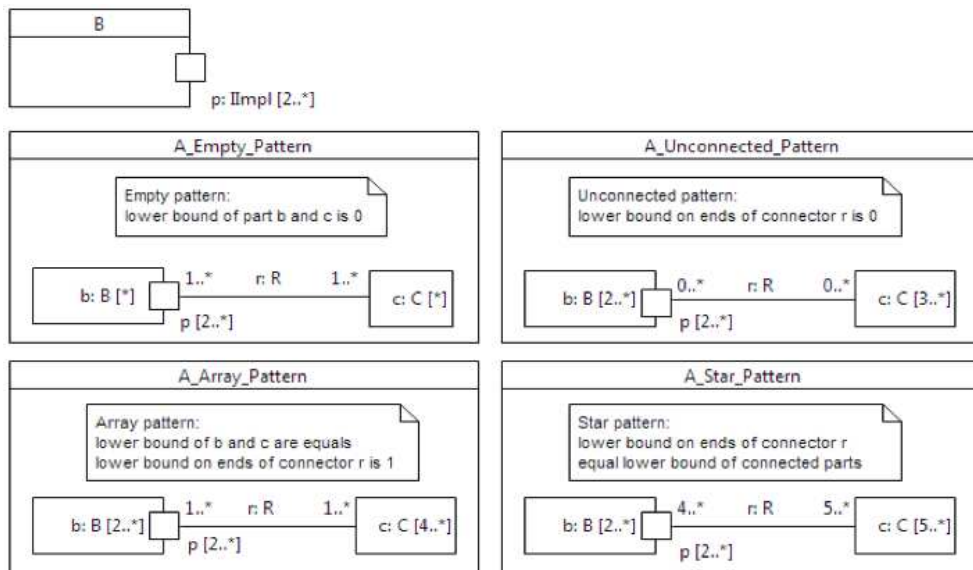 B
p: IImpl [2..*]
A_Empty_Pattern
Empty pattern:
lower bound of part b and c is 0
1..* r: R 1..*
b: B [*]
c: C [*]
p [2..*]
A_Unconnected_Pattern
Unconnected pattern:
lower bound on ends of connector r is 0
0..* r: R 0..*
b: B [2..*]
c: C [3..*]
p [2..*]
A_Array_Pattern
Array pattern:
lower bound of b and c are equals
lower bound on ends of connector r is 1
1..* r: R 1..*
b: B [2..*]
c: C [4..*]
p [2..*]
A_Star_Pattern
Star pattern:
lower bound on ends of connector r
equal lower bound of connected parts
4..* r: R 5..*
b: B [2..*]
c: C [5..*]
p [2..*]